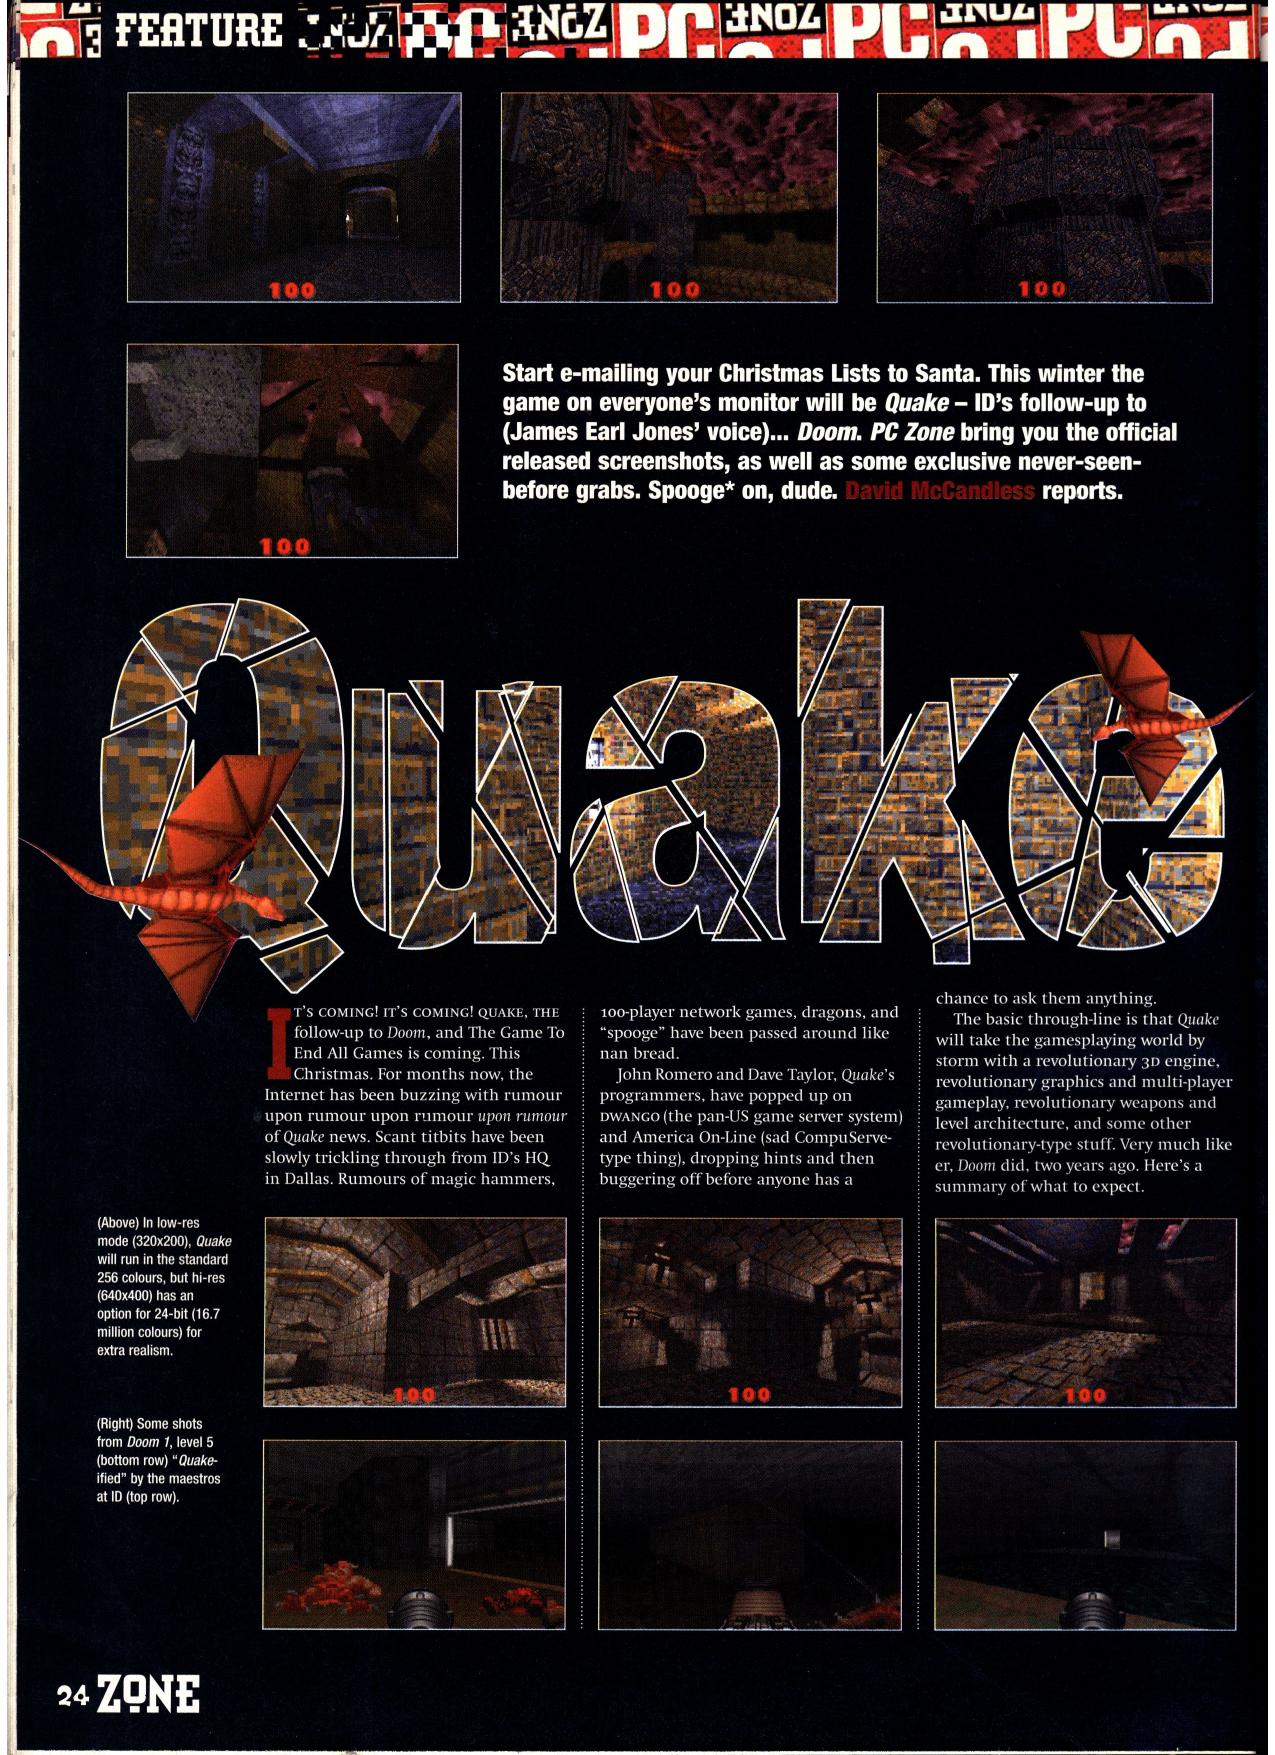 FEATURE
PC ZONE
100
100
100
100
Start e-mailing your Christmas Lists to Santa. This winter the
game on everyone's monitor will be Quake – ID's follow-up to
(James Earl Jones' voice)... Doom. PC Zone bring you the official
released screenshots, as well as some exclusive never-seen-
before grabs. Spooge* on, dude. David McCandless reports.
Quake
IT'S COMING! IT'S COMING! QUAKE, THE
follow-up to Doom, and The Game To
End All Games is coming. This
Christmas. For months now, the
Internet has been buzzing with rumour
upon rumour upon rumour upon rumour
of Quake news. Scant titbits have been
slowly trickling through from ID's HQ
in Dallas. Rumours of magic hammers,
100-player network games, dragons, and
“spooge” have been passed around like
nan bread.
John Romero and Dave Taylor, Quake's
programmers, have popped up on
DWANGO (the pan-US game server system)
and America On-Line (sad CompuServe-
type thing), dropping hints and then
buggering off before anyone has a
chance to ask them anything.
The basic through-line is that Quake
will take the gamesplaying world by
storm with a revolutionary 3D engine,
revolutionary graphics and multi-player
gameplay, revolutionary weapons and
level architecture, and some other
revolutionary-type stuff. Very much like
er, Doom did, two years ago. Here's a
summary of what to expect.
(Above) In low-res
mode (320x200), Quake
will run in the standard
256 colours, but hi-res
(640x400) has an
option for 24-bit (16.7
million colours) for
extra realism.
100
100
100
(Right) Some shots
from Doom 1, level 5
(bottom row) “Quake-
ified” by the maestros
at ID (top row).
24 ZONE